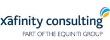 xafinity consulting
PART OF THE EQUINITI GROUP